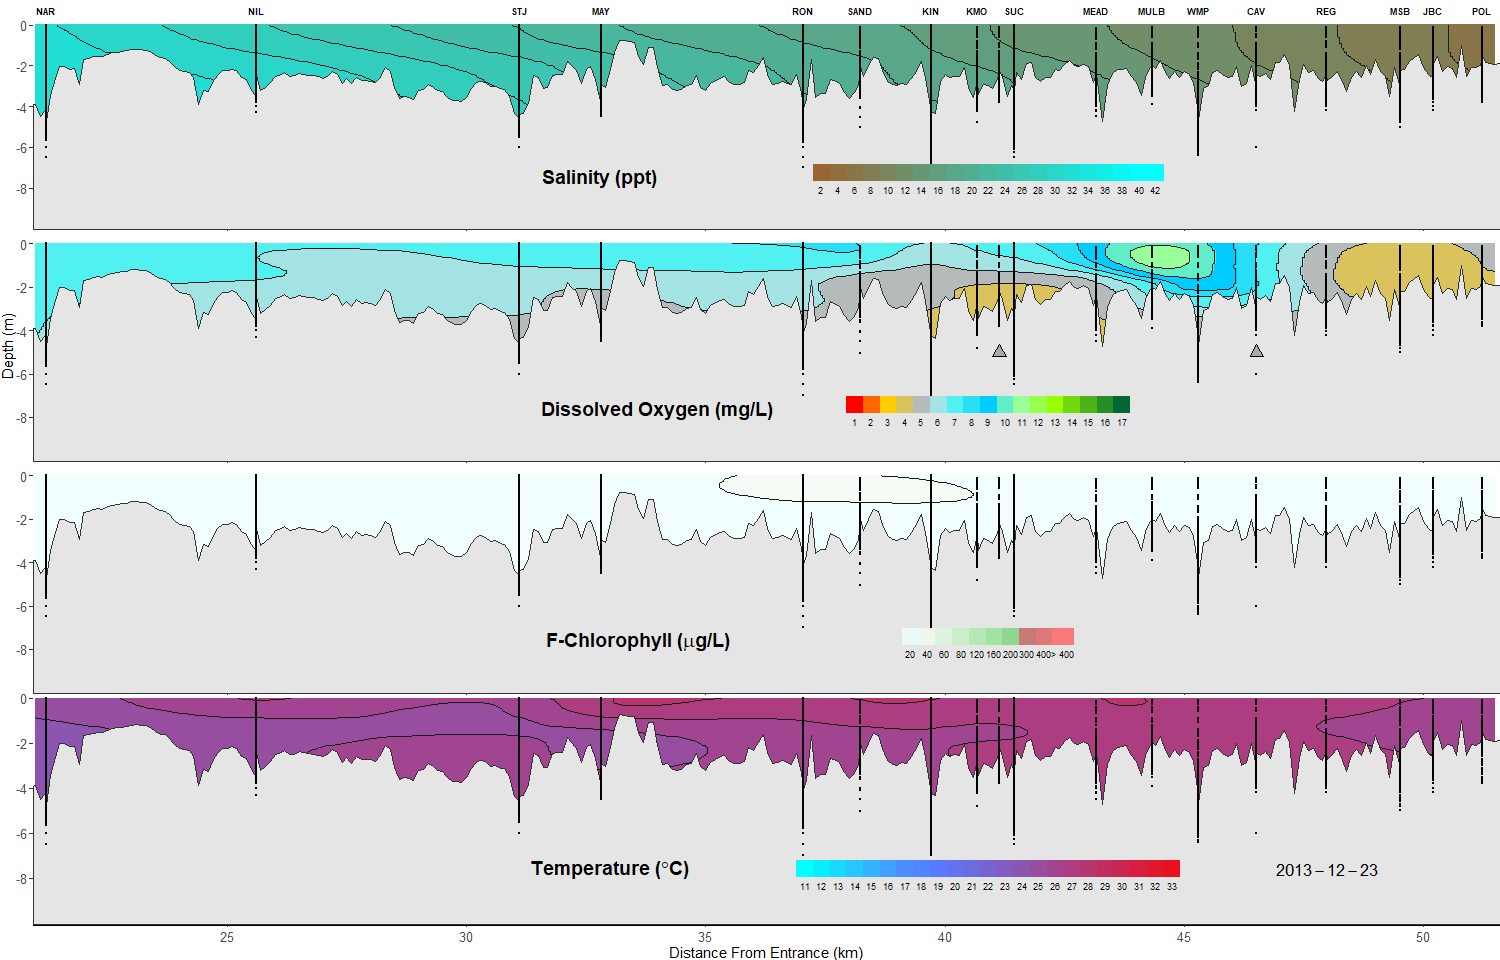 NAR NIL STJ MAY RON SAND KIN KMO SUC MEAD MULB WMP CAV REG MSB JBC POL
0
-2
-4
-6
-8
Salinity (ppt)
2 4 6 8 10 12 14 16 18 20 22 24 26 28 30 32 34 36 38 40 42
0
-2
-4
-6
-8
Depth (m)
Dissolved Oxygen (mg/L)
1 2 3 4 5 6 7 8 9 10 11 12 13 14 15 16 17
0
-2
-4
-6
-8
F-Chlorophyll (μg/L)
20 40 60 80 120 160 200 300 400> 400
0
-2
-4
-6
-8
Temperature (°C)
11 12 13 14 15 16 17 18 19 20 21 22 23 24 25 26 27 28 29 30 31 32 33
2013 – 12 – 23
25 30 35 40 45 50
Distance From Entrance (km)